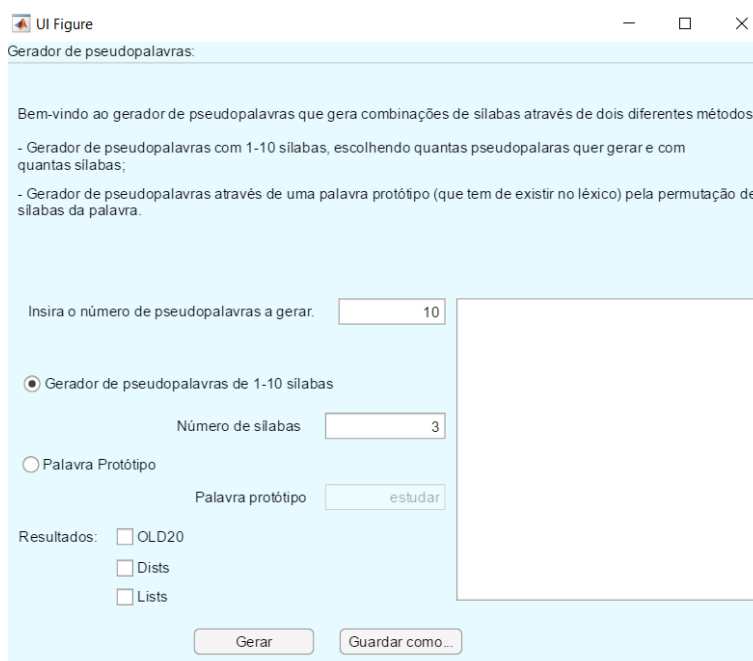 UI Figure
Gerador de pseudopalavras:
Bem-vindo ao gerador de pseudopalavras que gera combinações de sílabas através de dois diferentes métodos
- Gerador de pseudopalavras com 1-10 sílabas, escolhendo quantas pseudopalaras quer gerar e com
quantas sílabas;
- Gerador de pseudopalavras através de uma palavra protótipo (que tem de existir no léxico) pela permutação de
sílabas da palavra.
Insira o número de pseudopalavras a gerar. 10
Gerador de pseudopalavras de 1-10 sílabas
Número de sílabas 3
Palavra Protótipo
Palavra protótipo estudar
Resultados: OLD20
Dists
Lists
Gerar Guardar como...